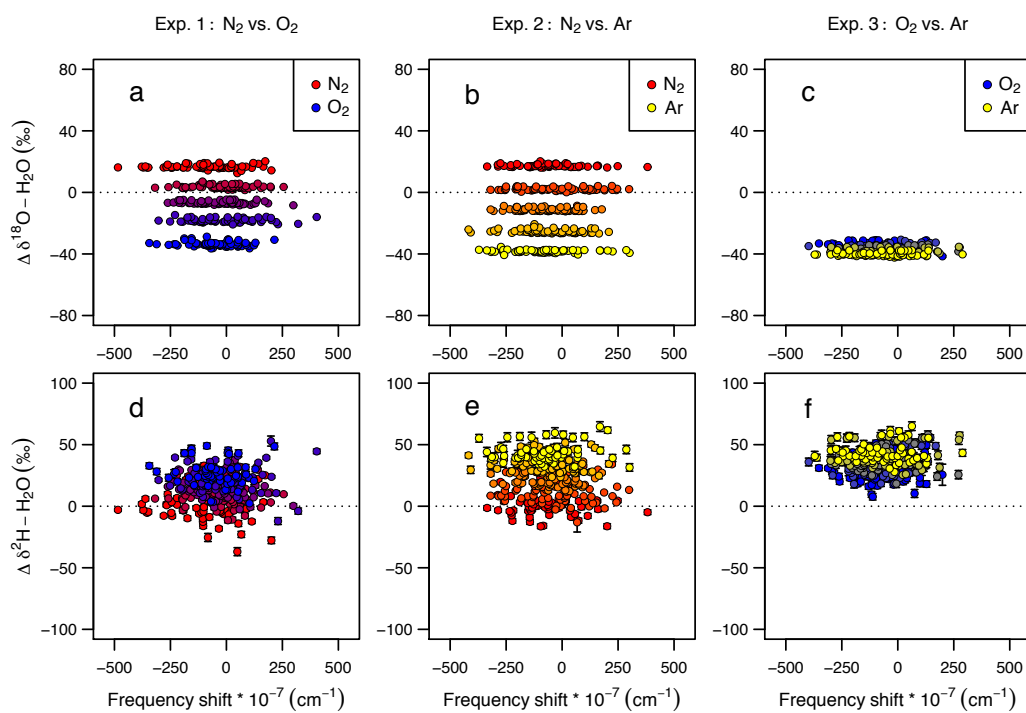 Exp. 1 : N₂ vs. O₂
Exp. 2 : N₂ vs. Ar
Exp. 3 : O₂ vs. Ar
a
N₂
O₂
b
N₂
Ar
c
O₂
Ar
Δ δ¹⁸O − H₂O (‰)
80
40
0
−40
−80
80
40
0
−40
−80
80
40
0
−40
−80
−500 −250 0 250 500
−500 −250 0 250 500
−500 −250 0 250 500
d
e
f
Δ δ²H − H₂O (‰)
100
50
0
−50
−100
100
50
0
−50
−100
100
50
0
−50
−100
−500 −250 0 250 500
−500 −250 0 250 500
−500 −250 0 250 500
Frequency shift * 10⁻⁷ (cm⁻¹)
Frequency shift * 10⁻⁷ (cm⁻¹)
Frequency shift * 10⁻⁷ (cm⁻¹)